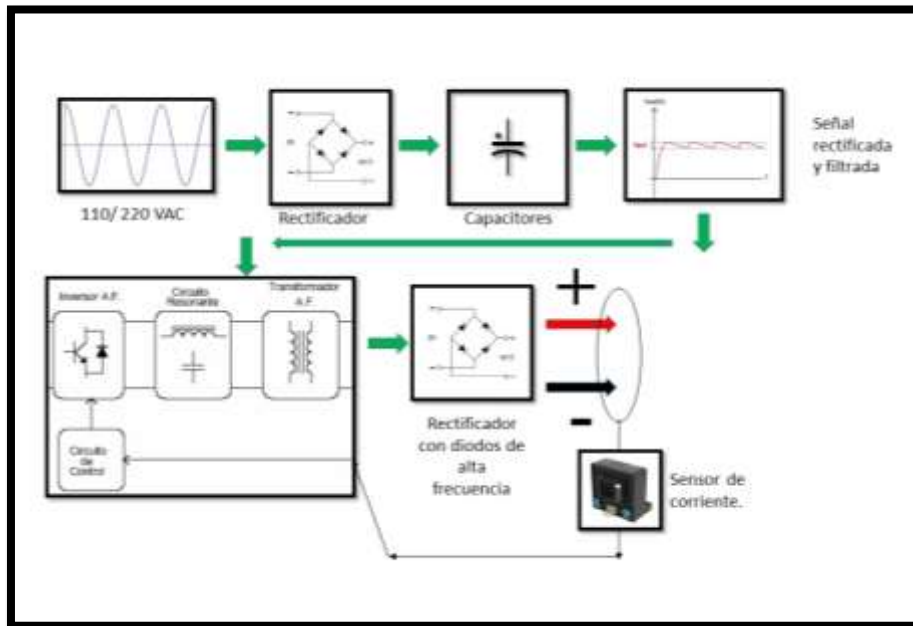 110/ 220 VAC
Rectificador
Capacitores
Señal
rectificada
y filtrada
Inversor A.F.
Circuito
Resonante
Transformador
A.F
Circuito
de
Control
+
-
Rectificador
con diodos de
alta
frecuencia
Sensor de
corriente.